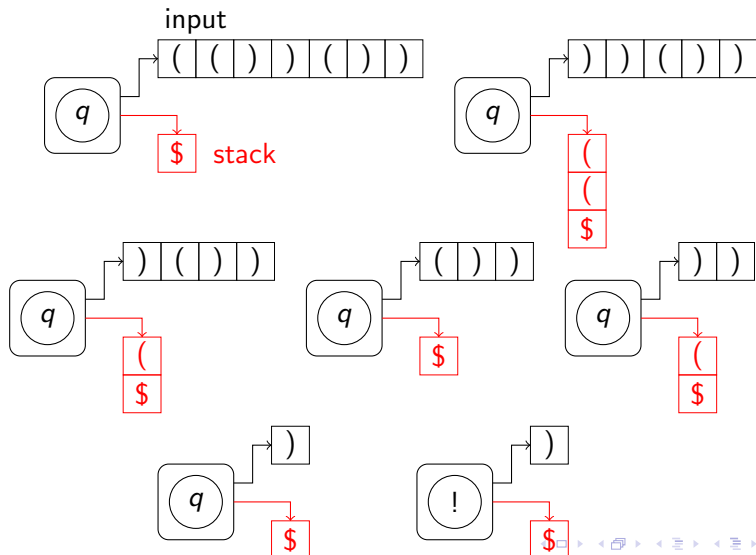 input
( ( ) ) ( ) )
q
$ stack
) ) ( ) )
q
(
(
$
) ( ) )
q
(
$
( ) )
q
$
) )
q
(
$
)
q
$
)
!
$